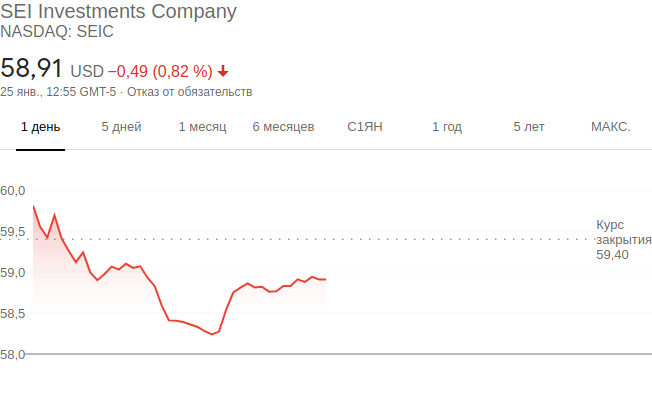 SEI Investments Company
NASDAQ: SEIC
58,91 USD −0,49 (0,82 %)
25 янв., 12:55 GMT-5 · Отказ от обязательств
1 день 5 дней 1 месяц 6 месяцев С1ЯН 1 год 5 лет МАКС.
60,0
59,5
Курс
закрытия
59,40
59,0
58,5
58,0